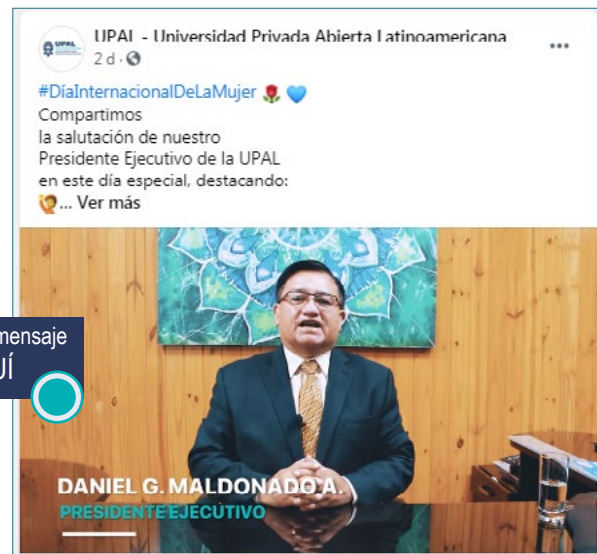 UPAL
UPAL - Universidad Privada Abierta Latinoamericana
2 d ·
#DíaInternacionalDeLaMujer
Compartimos
la salutación de nuestro
Presidente Ejecutivo de la UPAL
en este día especial, destacando:
... Ver más
mensaje
UÍ
DANIEL G. MALDONADO A.
PRESIDENTE EJECUTIVO